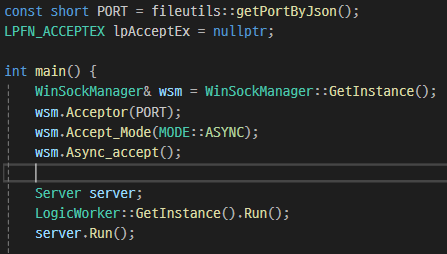 const short PORT = fileutils::getPortByJson();
LPFN_ACCEPTEX lpAcceptEx = nullptr;
int main() {
WinSockManager& wsm = WinSockManager::GetInstance();
wsm.Acceptor(PORT);
wsm.Accept_Mode(MODE::ASYNC);
wsm.Async_accept();
Server server;
LogicWorker::GetInstance().Run();
server.Run();